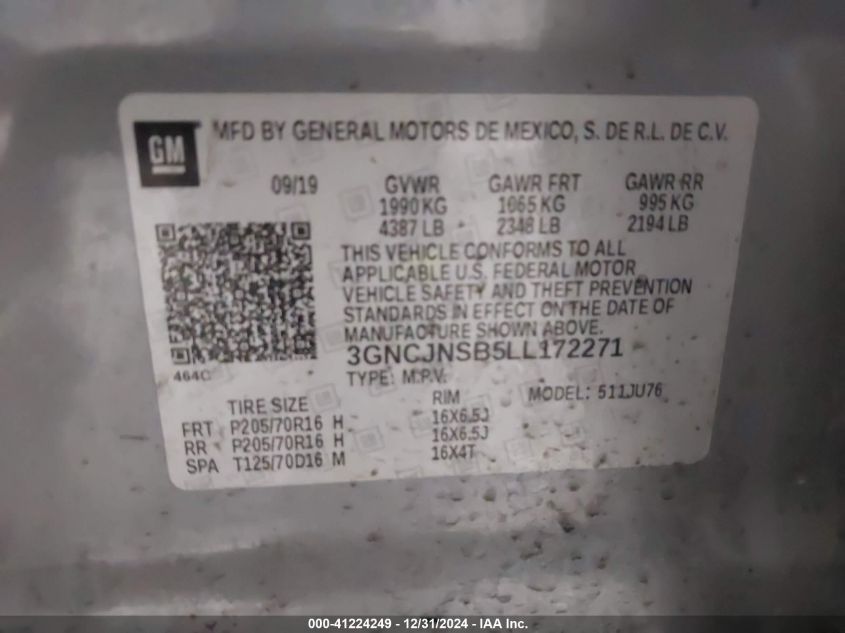 GM MFD BY GENERAL MOTORS DE MEXICO, S. DE R.L. DE C.V.
09/19 GVWR GAWR FRT GAWR RR
1990 KG 1065 KG 995 KG
4387 LB 2348 LB 2194 LB
THIS VEHICLE CONFORMS TO ALL
APPLICABLE U.S. FEDERAL MOTOR
VEHICLE SAFETY AND THEFT PREVENTION
STANDARDS IN EFFECT ON THE DATE OF
MANUFACTURE SHOWN ABOVE.
3GNCJNSB5LL172271
464C
TYPE: M.P.V.
MODEL: 511JU76
TIRE SIZE RIM
FRT P205/70R16 H 16X6.5J
RR P205/70R16 H 16X6.5J
SPA T125/70D16 M 16X4T
000-41224249 - 12/31/2024 - IAA Inc.